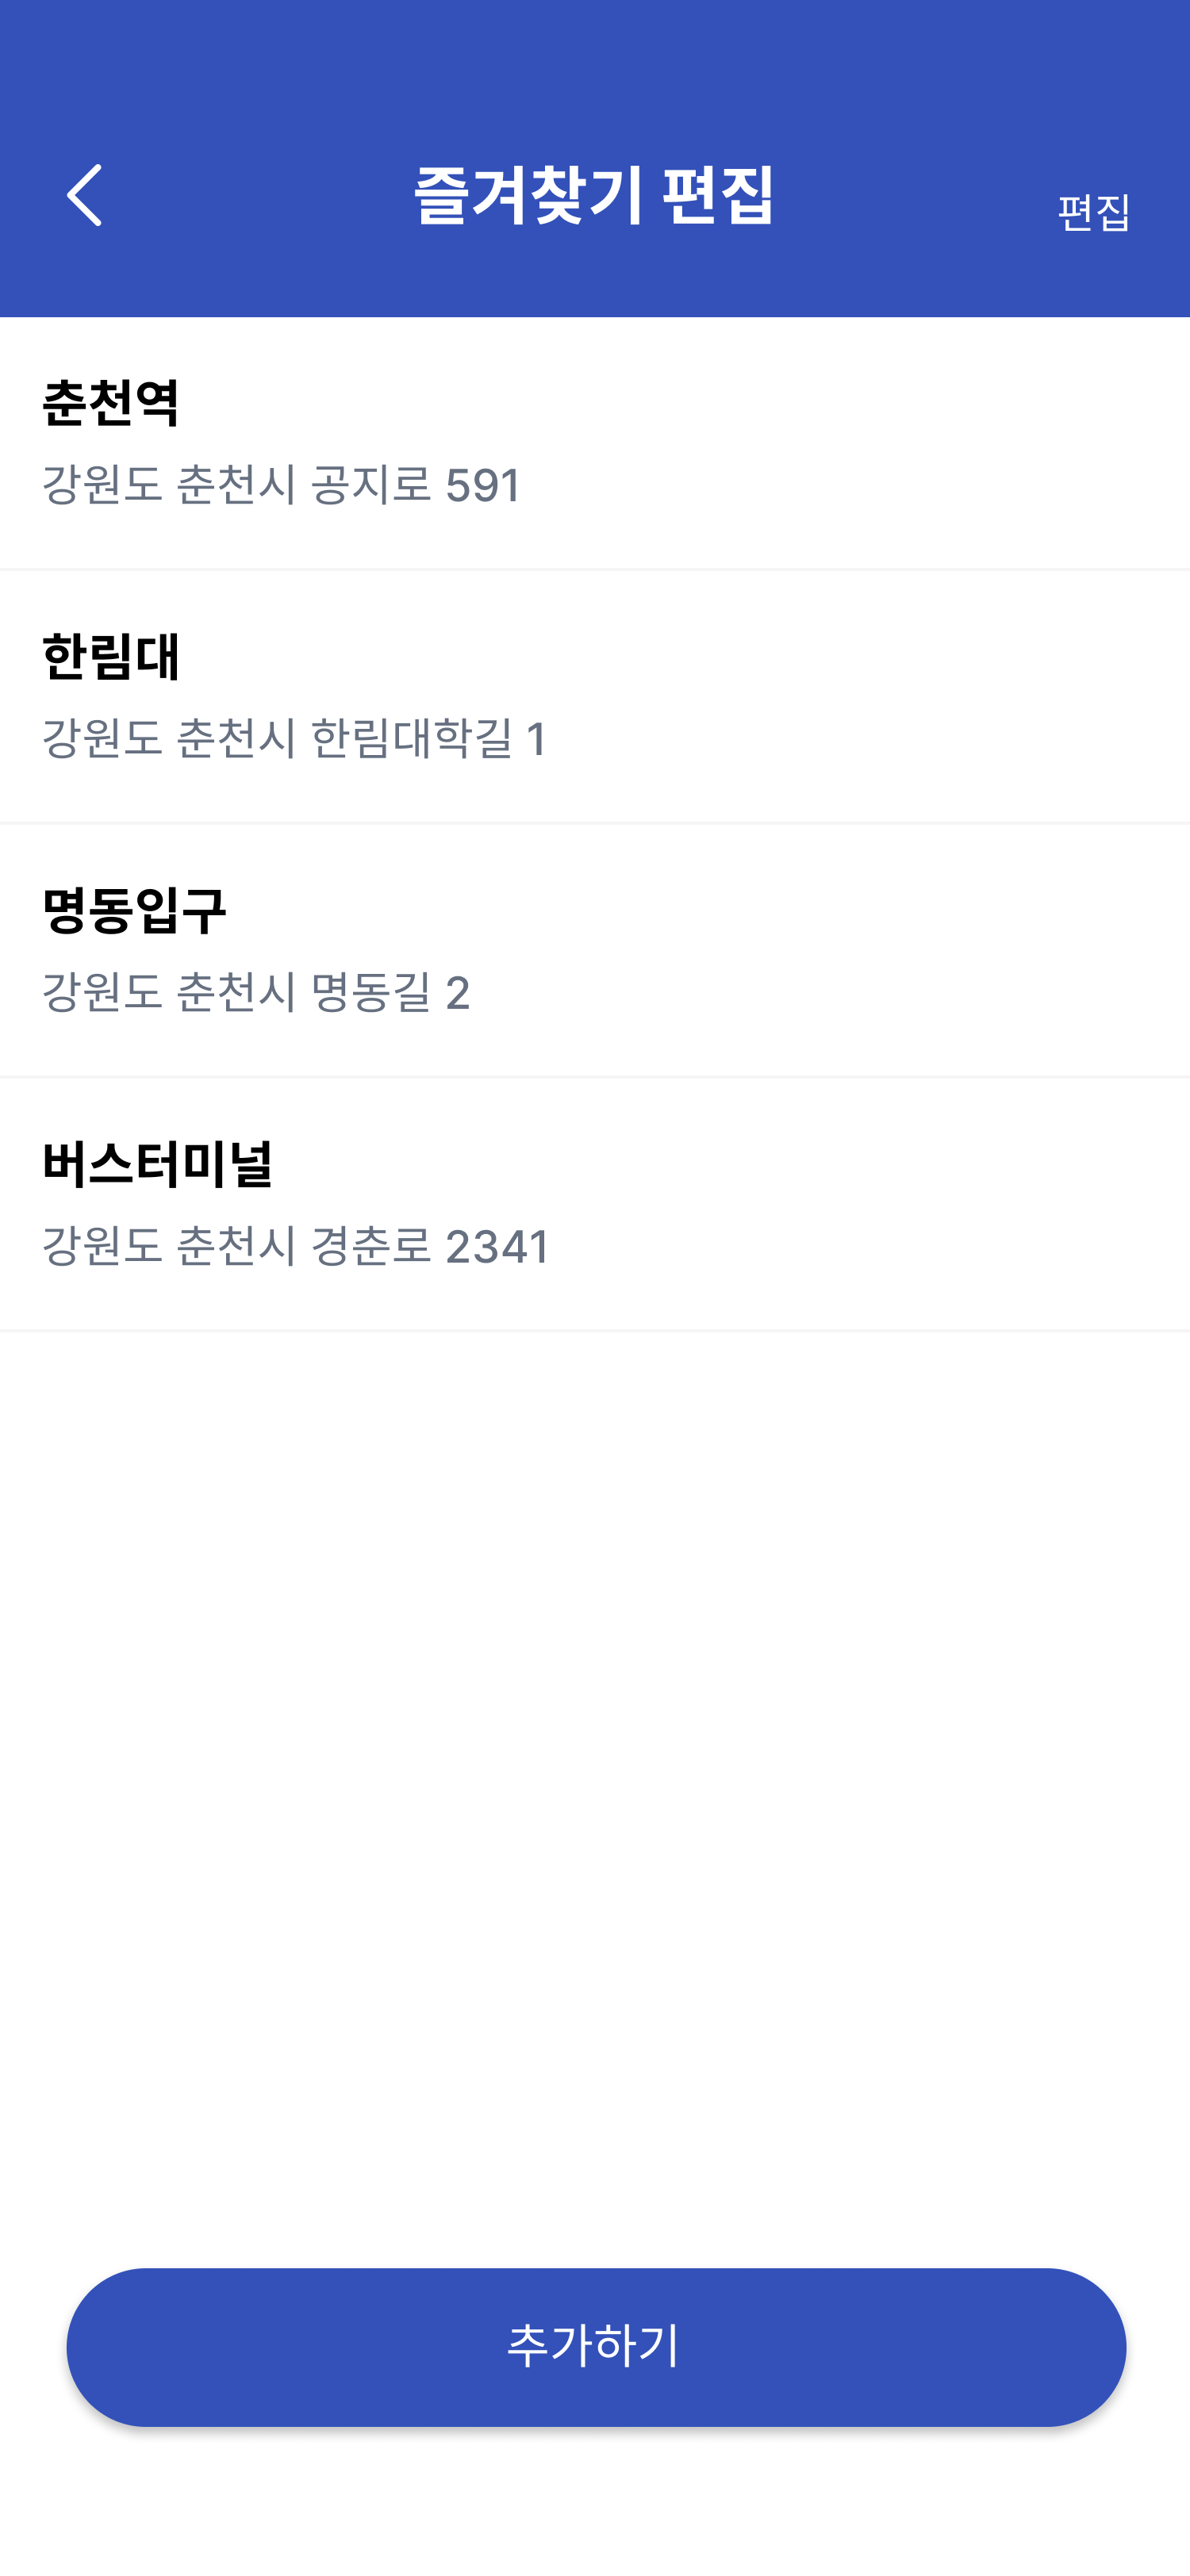 즐겨찾기 편집
편집
춘천역
강원도 춘천시 공지로 591
한림대
강원도 춘천시 한림대학길 1
명동입구
강원도 춘천시 명동길 2
버스터미널
강원도 춘천시 경춘로 2341
추가하기